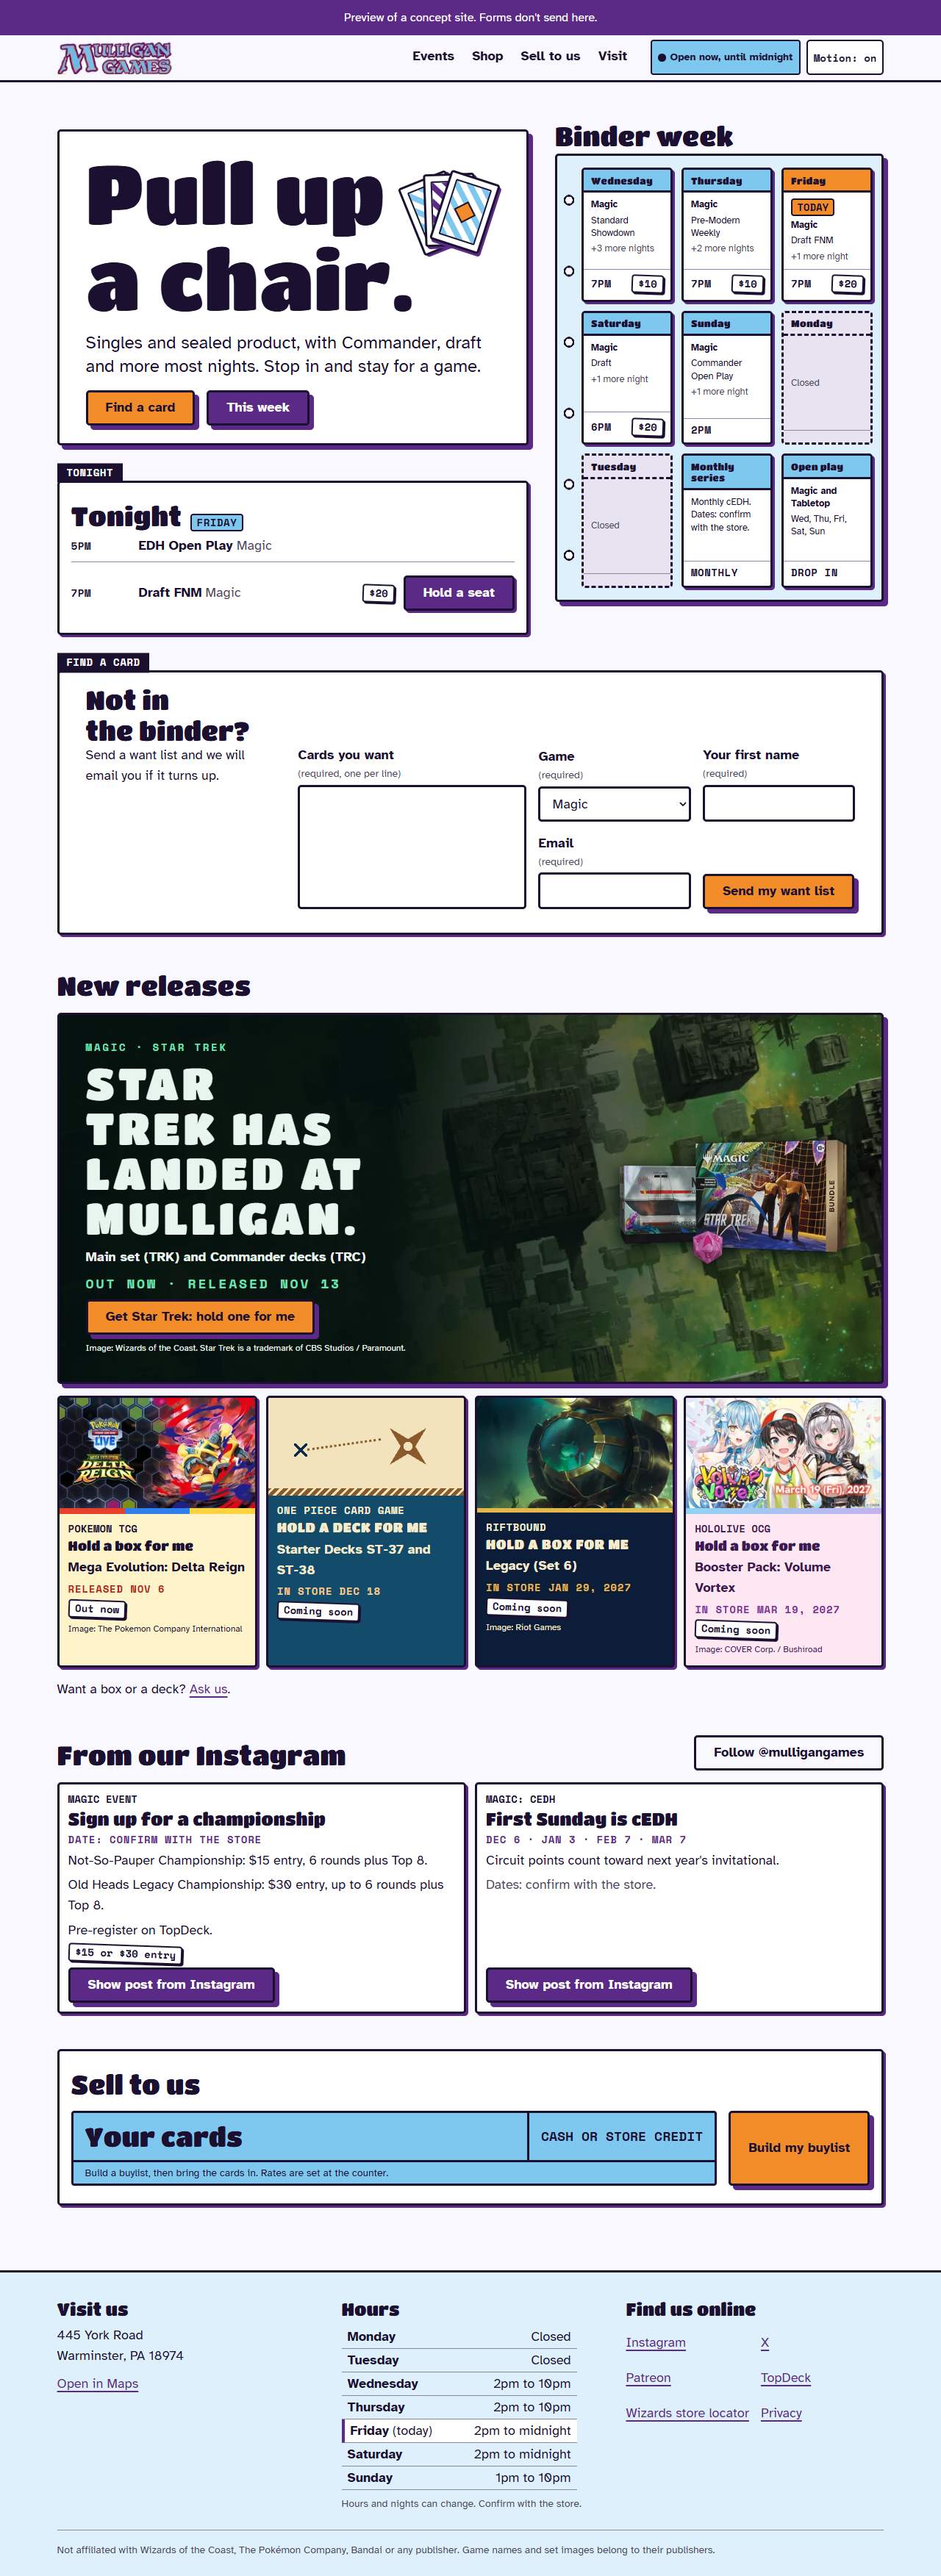 Preview of a concept site. Forms don't send here.
MULLIGAN GAMES
Events Shop Sell to us Visit
Open now, until midnight
Motion: on
Pull up
a chair.
Singles and sealed product, with Commander, draft
and more most nights. Stop in and stay for a game.
Find a card
This week
Binder week
Wednesday
Magic
Standard
Showdown
+3 more nights
7PM $10
Thursday
Magic
Pre-Modern
Weekly
+2 more nights
7PM $10
Friday
TODAY
Magic
Draft FNM
+1 more night
7PM $20
Saturday
Magic
Draft
+1 more night
6PM $20
Sunday
Magic
Commander
Open Play
+1 more night
2PM
Monday
Closed
Tuesday
Closed
Monthly
series
Monthly cEDH.
Dates: confirm
with the store.
MONTHLY
Open play
Magic and
Tabletop
Wed, Thu, Fri,
Sat, Sun
DROP IN
TONIGHT
Tonight FRIDAY
5PM EDH Open Play Magic
7PM Draft FNM Magic $20 Hold a seat
FIND A CARD
Not in
the binder?
Send a want list and we will
email you if it turns up.
Cards you want
(required, one per line)
Game
(required)
Magic
Your first name
(required)
Email
(required)
Send my want list
New releases
MAGIC · STAR TREK
STAR
TREK HAS
LANDED AT
MULLIGAN.
Main set (TRK) and Commander decks (TRC)
OUT NOW · RELEASED NOV 13
Get Star Trek: hold one for me
Image: Wizards of the Coast. Star Trek is a trademark of CBS Studios / Paramount.
MAGIC
STAR TREK
BUNDLE
Pokémon
LIVE
DELTA
REIGN
POKEMON TCG
Hold a box for me
Mega Evolution: Delta Reign
RELEASED NOV 6
Out now
Image: The Pokemon Company International
ONE PIECE CARD GAME
HOLD A DECK FOR ME
Starter Decks ST-37 and
ST-38
IN STORE DEC 18
Coming soon
RIFTBOUND
HOLD A BOX FOR ME
Legacy (Set 6)
IN STORE JAN 29, 2027
Coming soon
Image: Riot Games
Volume
Vortex
March 19 (Fri), 2027
HOLOLIVE OCG
Hold a box for me
Booster Pack: Volume
Vortex
IN STORE MAR 19, 2027
Coming soon
Image: COVER Corp. / Bushiroad
Want a box or a deck? Ask us.
From our Instagram
Follow @mulligangames
MAGIC EVENT
Sign up for a championship
DATE: CONFIRM WITH THE STORE
Not-So-Pauper Championship: $15 entry, 6 rounds plus Top 8.
Old Heads Legacy Championship: $30 entry, up to 6 rounds plus
Top 8.
Pre-register on TopDeck.
$15 or $30 entry
Show post from Instagram
MAGIC: CEDH
First Sunday is cEDH
DEC 6 · JAN 3 · FEB 7 · MAR 7
Circuit points count toward next year's invitational.
Dates: confirm with the store.
Show post from Instagram
Sell to us
Your cards
CASH OR STORE CREDIT
Build a buylist, then bring the cards in. Rates are set at the counter.
Build my buylist
Visit us
445 York Road
Warminster, PA 18974
Open in Maps
Hours
Monday Closed
Tuesday Closed
Wednesday 2pm to 10pm
Thursday 2pm to 10pm
Friday (today) 2pm to midnight
Saturday 2pm to midnight
Sunday 1pm to 10pm
Hours and nights can change. Confirm with the store.
Find us online
Instagram X
Patreon TopDeck
Wizards store locator Privacy
Not affiliated with Wizards of the Coast, The Pokémon Company, Bandai or any publisher. Game names and set images belong to their publishers.